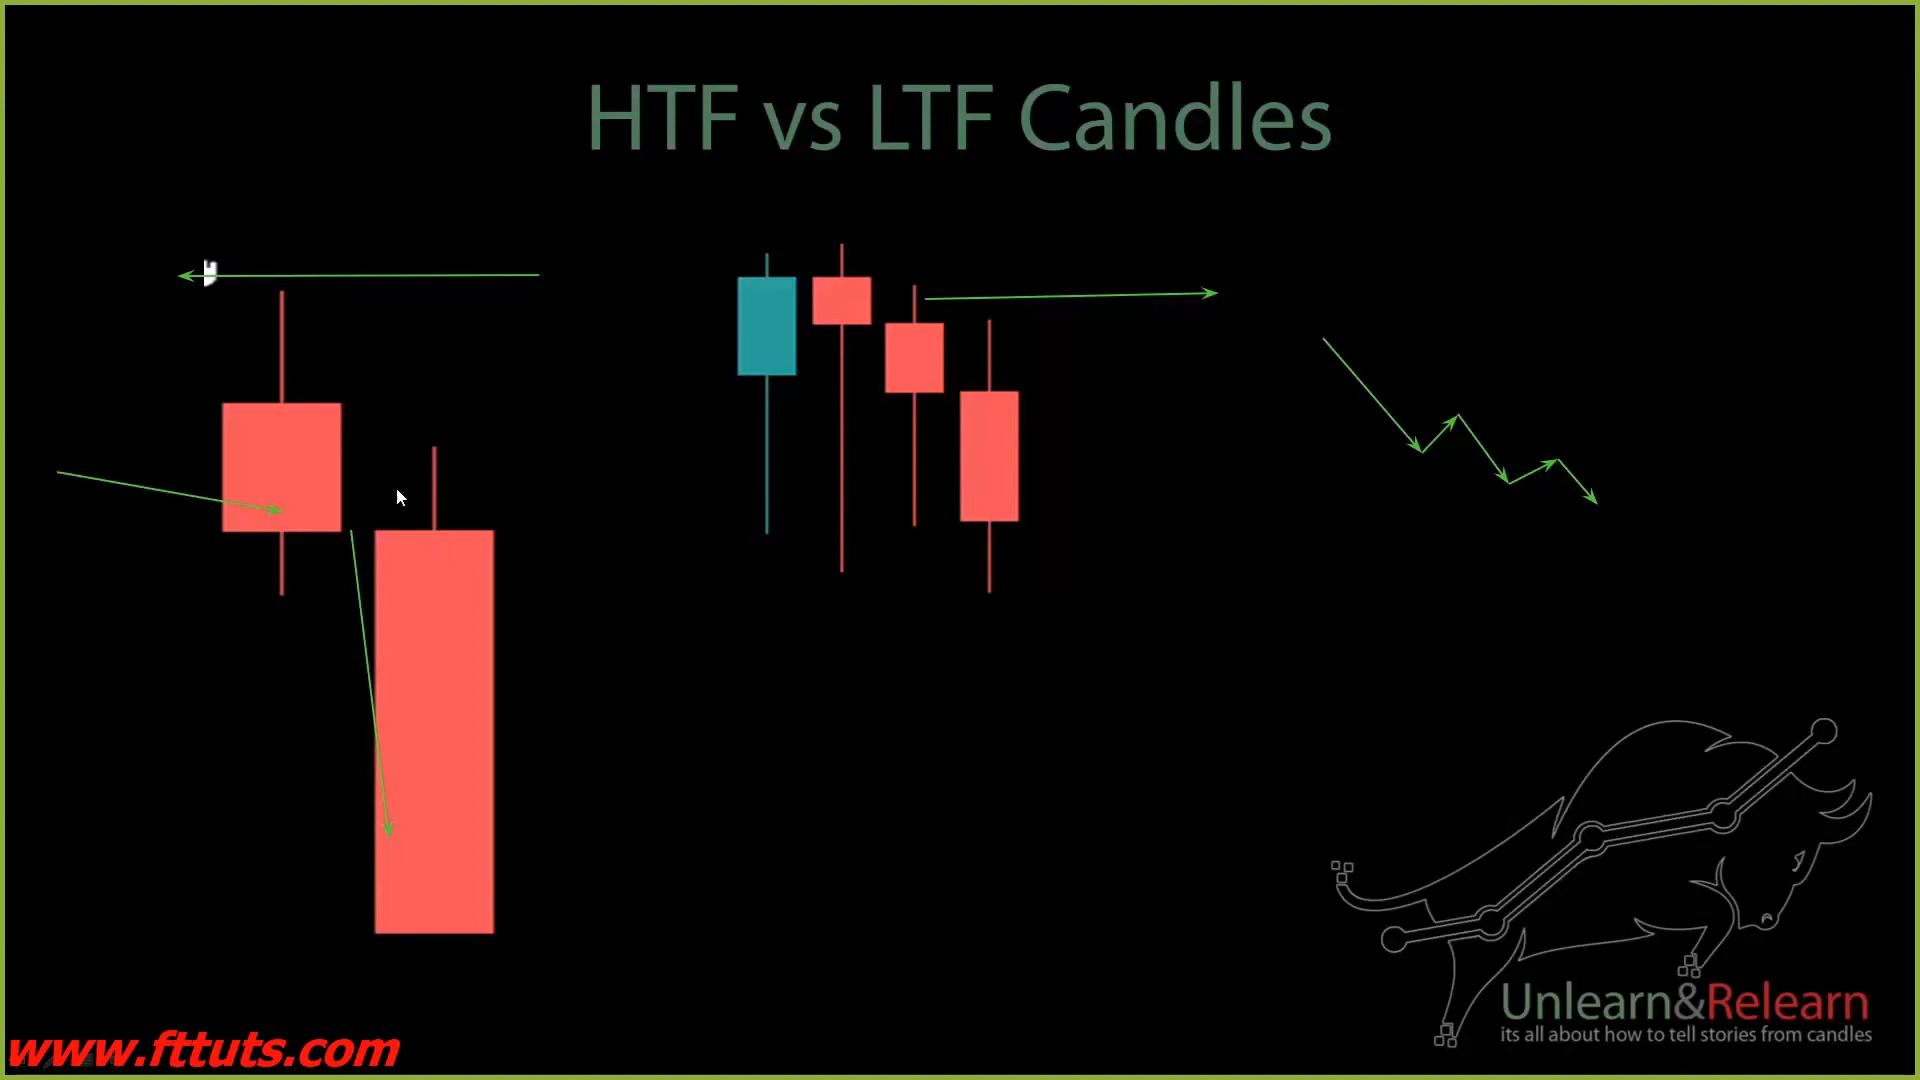 HTF vs LTF Candles
Unlearn&Relearn
its all about how to tell stories from candles
www.fttuts.com